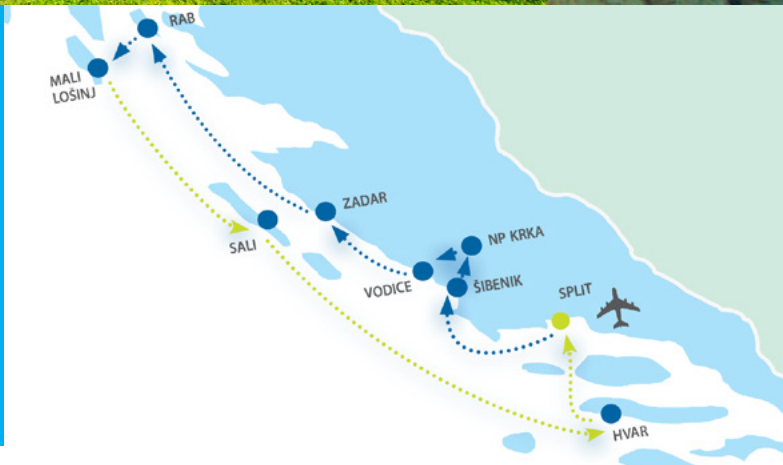 RAB
MALI
LOŠINJ
ZADAR
SALI
NP KRKA
VODICE
ŠIBENIK
SPLIT
HVAR